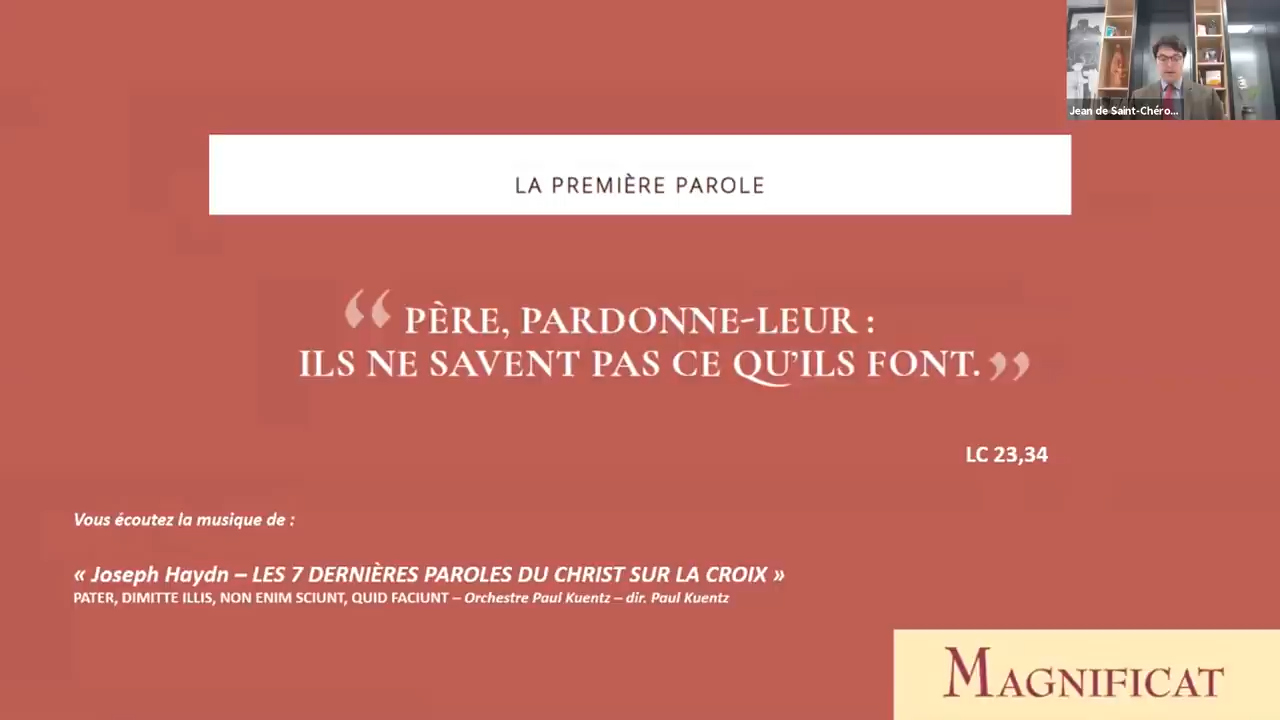 Jean de Saint-Chéro...
LA PREMIÈRE PAROLE
“ PÈRE, PARDONNE-LEUR :
ILS NE SAVENT PAS CE QU’ILS FONT. ”
LC 23,34
Vous écoutez la musique de :
« Joseph Haydn – LES 7 DERNIÈRES PAROLES DU CHRIST SUR LA CROIX »
PATER, DIMITTE ILLIS, NON ENIM SCIUNT, QUID FACIUNT – Orchestre Paul Kuentz – dir. Paul Kuentz
MAGNIFICAT